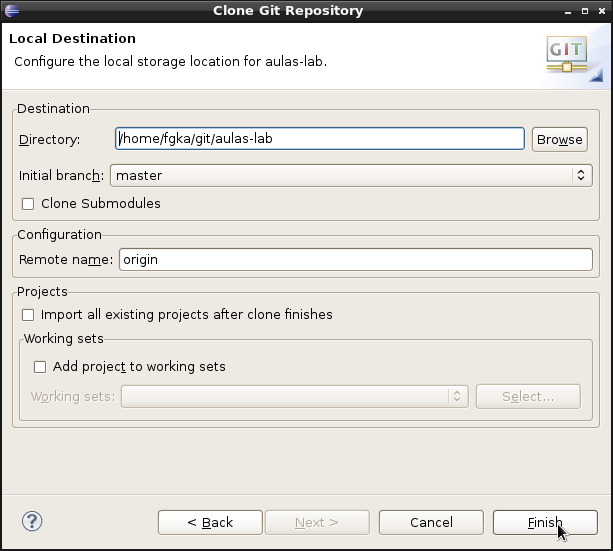 Clone Git Repository
Local Destination
Configure the local storage location for aulas-lab.
GIT
Destination
Directory: /home/fgka/git/aulas-lab Browse
Initial branch: master
Clone Submodules
Configuration
Remote name: origin
Projects
Import all existing projects after clone finishes
Working sets
Add project to working sets
Working sets: Select...
? < Back Next > Cancel Finish